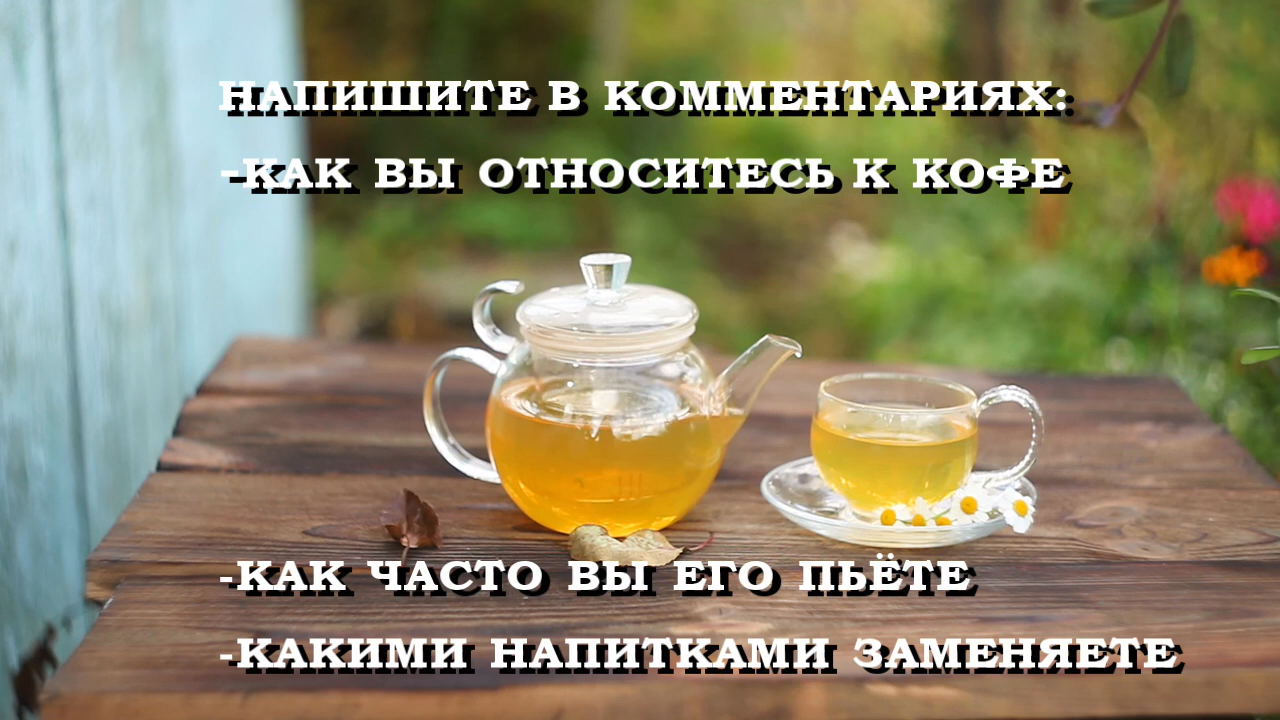 НАПИШИТЕ В КОММЕНТАРИЯХ:
-КАК ВЫ ОТНОСИТЕСЬ К КОФЕ
-КАК ЧАСТО ВЫ ЕГО ПЬЁТЕ
-КАКИМИ НАПИТКАМИ ЗАМЕНЯЕТЕ